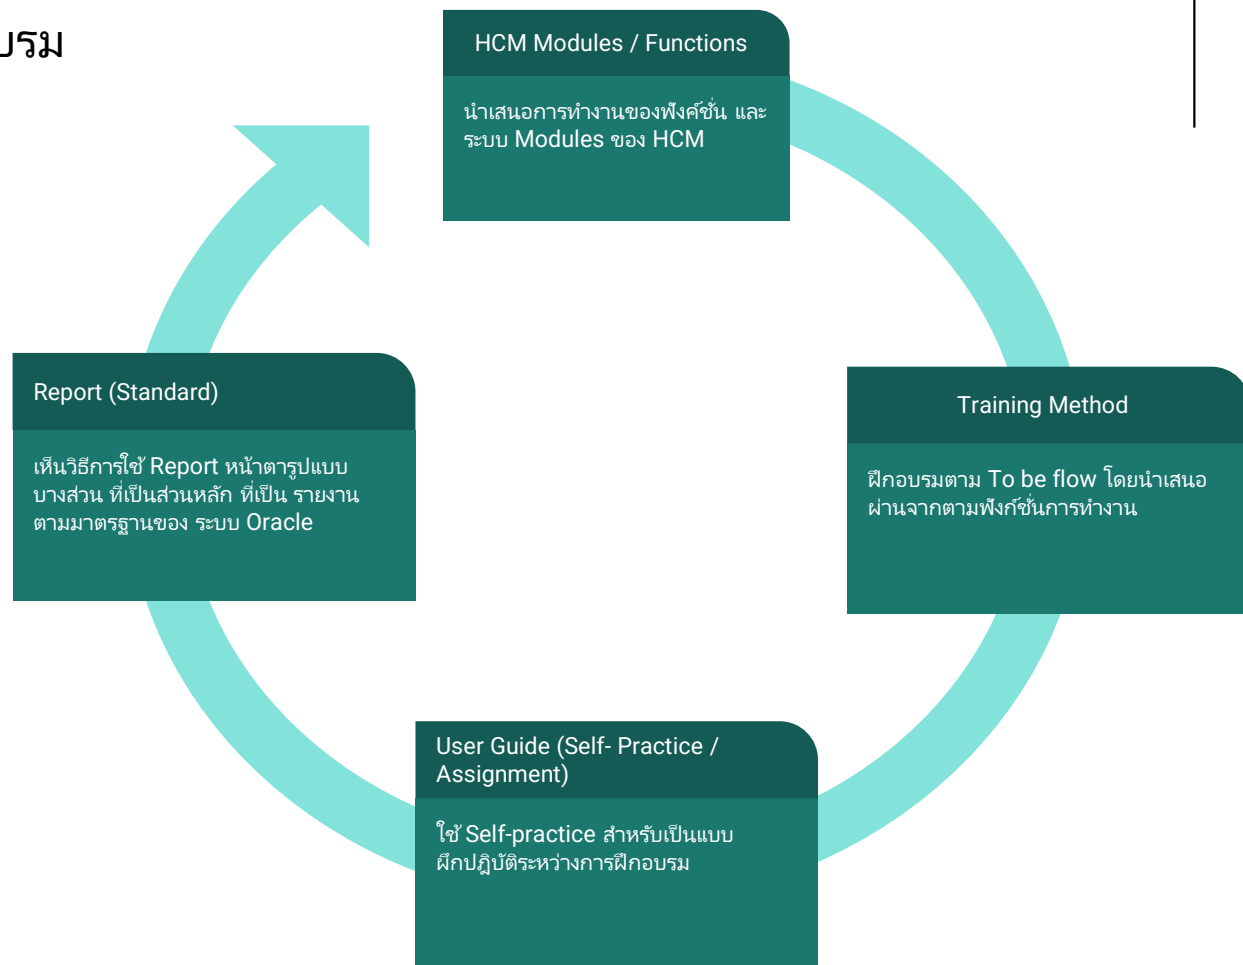 บรม
HCM Modules / Functions
นำเสนอการทำงานของฟังค์ชั่น และ
ระบบ Modules ของ HCM
Report (Standard)
เห็นวิธีการใช้ Report หน้าตารูปแบบ
บางส่วน ที่เป็นส่วนหลัก ที่เป็น รายงาน
ตามมาตรฐานของ ระบบ Oracle
Training Method
ฝึกอบรมตาม To be flow โดยนำเสนอ
ผ่านจากตามฟังก์ชั่นการทำงาน
User Guide (Self- Practice /
Assignment)
ใช้ Self-practice สำหรับเป็นแบบ
ฝึกปฎิบัติระหว่างการฝึกอบรม